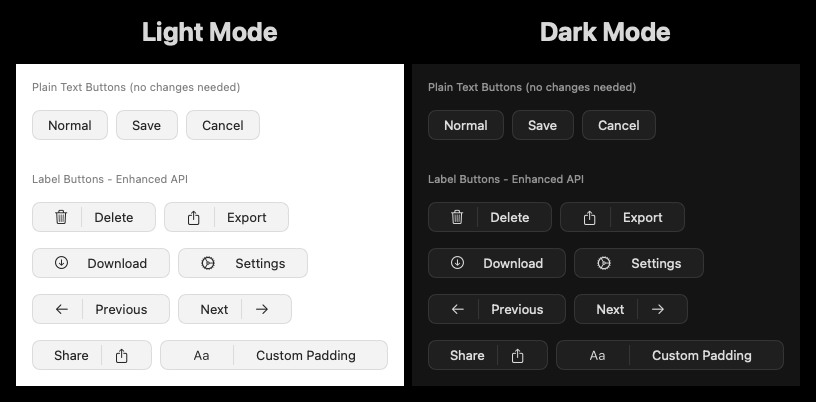 Light Mode
Plain Text Buttons (no changes needed)
Normal Save Cancel
Label Buttons - Enhanced API
Delete Export
Download Settings
Previous Next
Share Aa Custom Padding
Dark Mode
Plain Text Buttons (no changes needed)
Normal Save Cancel
Label Buttons - Enhanced API
Delete Export
Download Settings
Previous Next
Share Aa Custom Padding